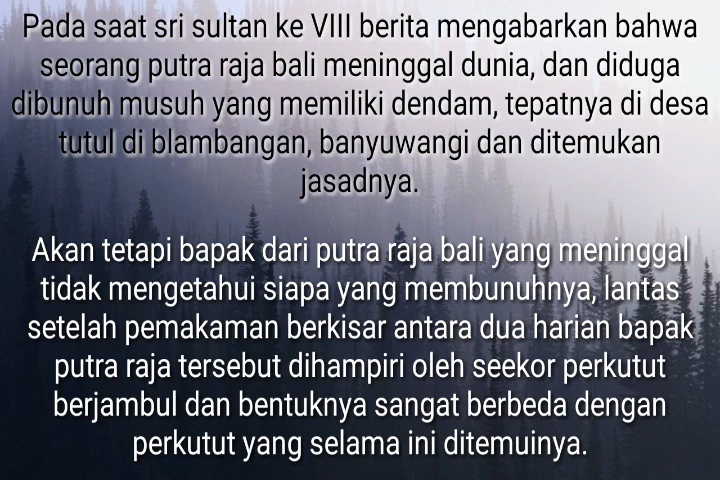 Pada saat sri sultan ke VIII berita mengabarkan bahwa
seorang putra raja bali meninggal dunia, dan diduga
dibunuh musuh yang memiliki dendam, tepatnya di desa
tutul di blambangan, banyuwangi dan ditemukan
jasadnya.
Akan tetapi bapak dari putra raja bali yang meninggal
tidak mengetahui siapa yang membunuhnya, lantas
setelah pemakaman berkisar antara dua harian bapak
putra raja tersebut dihampiri oleh seekor perkutut
berjambul dan bentuknya sangat berbeda dengan
perkutut yang selama ini ditemuinya.